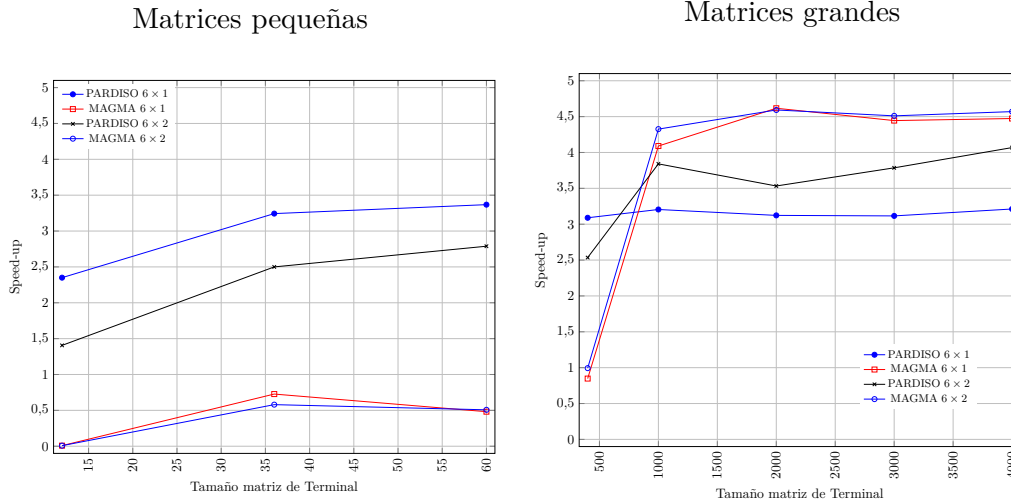 Matrices pequeñas
5
4,5
4
3,5
3
2,5
2
1,5
1
0,5
0
Speed-up
PARDISO 6 × 1
MAGMA 6 × 1
PARDISO 6 × 2
MAGMA 6 × 2
15
20
25
30
35
40
45
50
55
60
Tamaño matriz de Terminal
Matrices grandes
5
4,5
4
3,5
3
2,5
2
1,5
1
0,5
0
Speed-up
PARDISO 6 × 1
MAGMA 6 × 1
PARDISO 6 × 2
MAGMA 6 × 2
500
1000
1500
2000
2500
3000
3500
4000
Tamaño matriz de Terminal